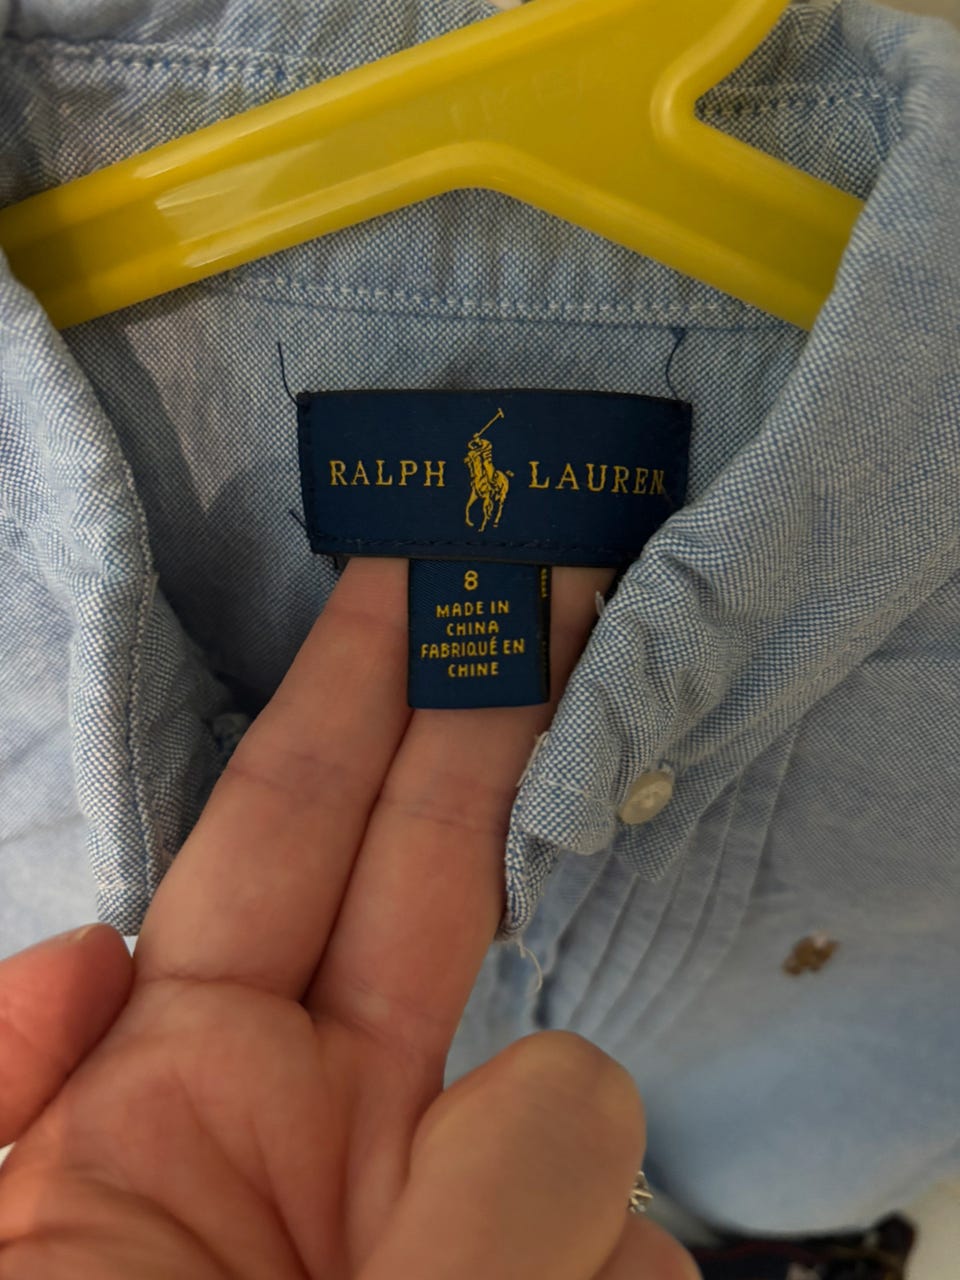 RALPH LAUREN
8
MADE IN
CHINA
FABRIQUÉ EN
CHINE